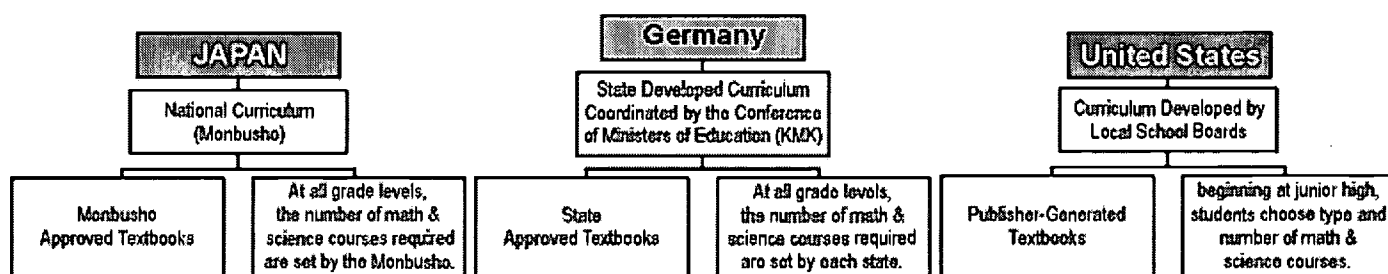 JAPAN
National Curriculum
(Monbusho)
Monbusho
Approved Textbooks
At all grade levels,
the number of math &
science courses required
are set by the Monbusho.
Germany
State Developed Curriculum
Coordinated by the Conference
of Ministers of Education (KMK)
State
Approved Textbooks
At all grade levels,
the number of math &
science courses required
are set by each state.
United States
Curriculum Developed by
Local School Boards
Publisher-Generated
Textbooks
beginning at junior high,
students choose type and
number of math &
science courses.